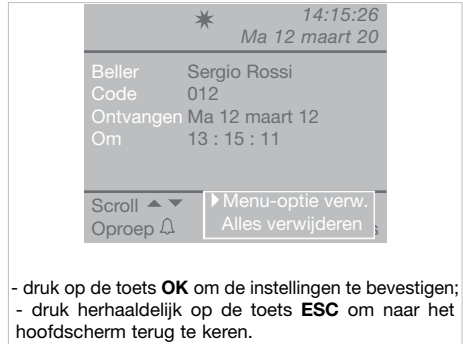 14:15:26
Ma 12 maart 20
Beller Sergio Rossi
Code 012
Ontvangen Ma 12 maart 12
Om 13 : 15 : 11
Scroll ▲ ▼
Menu-optie verw.
Oproep
Alles verwijderen s
- druk op de toets OK om de instellingen te bevestigen;
- druk herhaaldelijk op de toets ESC om naar het
hoofdscherm terug te keren.